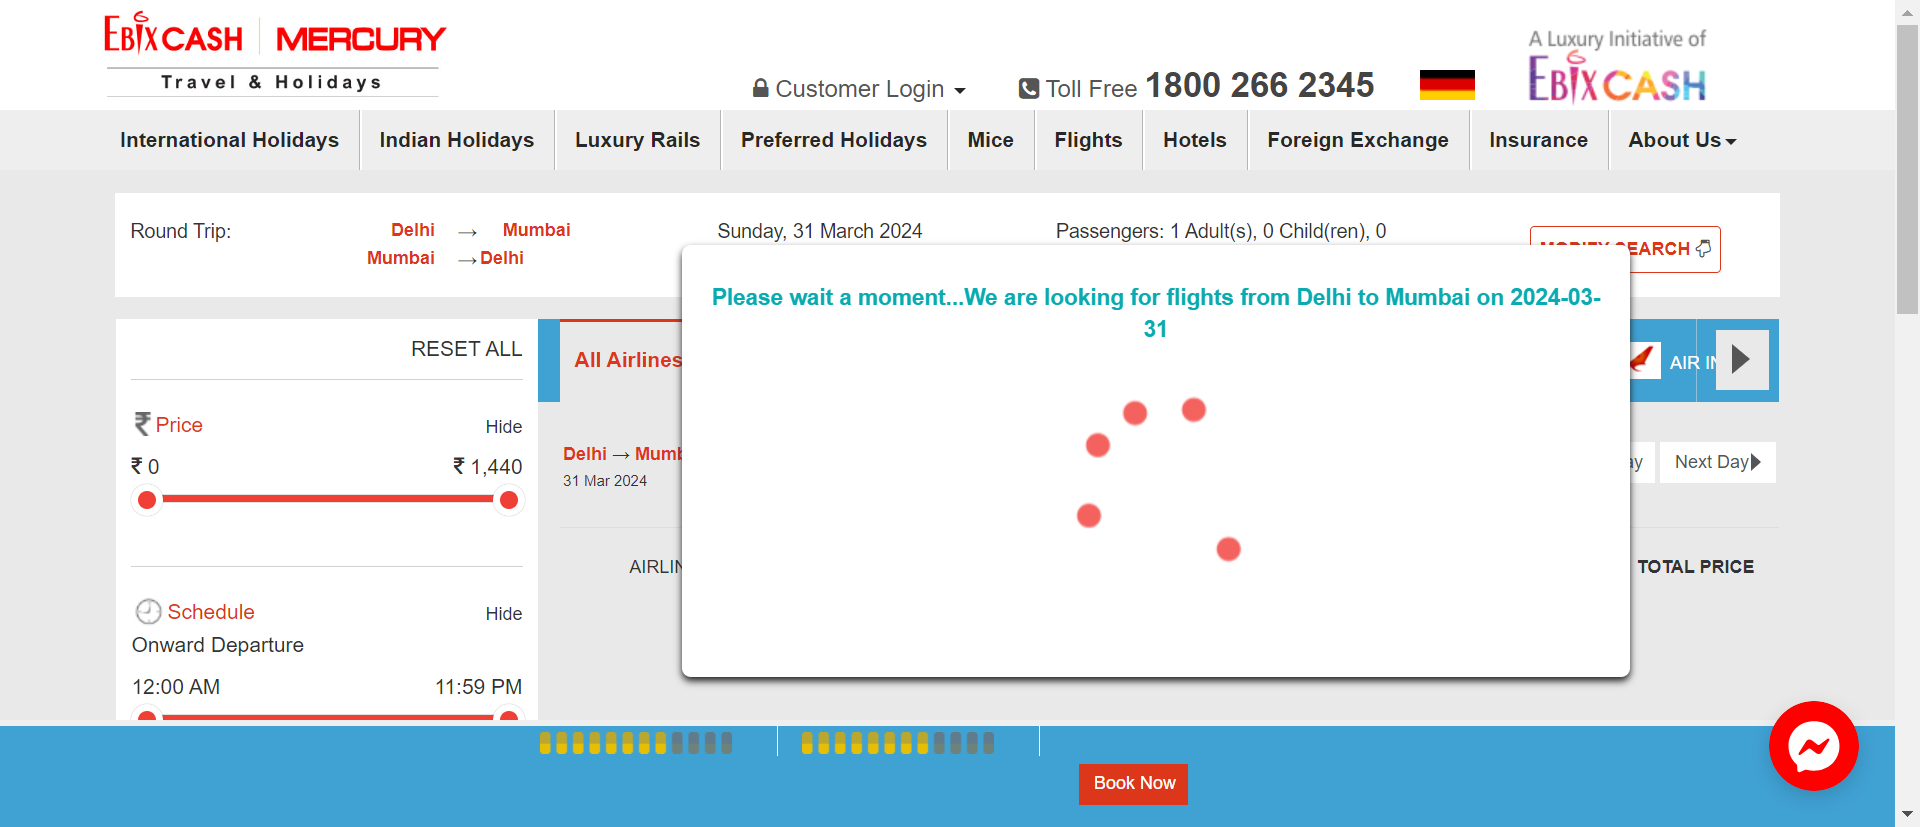 EBIXCASH MERCURY
Travel & Holidays
Customer Login
Toll Free 1800 266 2345
A Luxury Initiative of
EBIXCASH
International Holidays
Indian Holidays
Luxury Rails
Preferred Holidays
Mice
Flights
Hotels
Foreign Exchange
Insurance
About Us
Round Trip:
Delhi → Mumbai
Mumbai → Delhi
Sunday, 31 March 2024
Passengers: 1 Adult(s), 0 Child(ren), 0
SEARCH
Please wait a moment...We are looking for flights from Delhi to Mumbai on 2024-03-
31
RESET ALL
All Airlines
AIR IN
₹ Price
Hide
₹ 0
₹ 1,440
Delhi → Mumb
31 Mar 2024
ay
Next Day
AIRLIN
TOTAL PRICE
Schedule
Hide
Onward Departure
12:00 AM
11:59 PM
Book Now